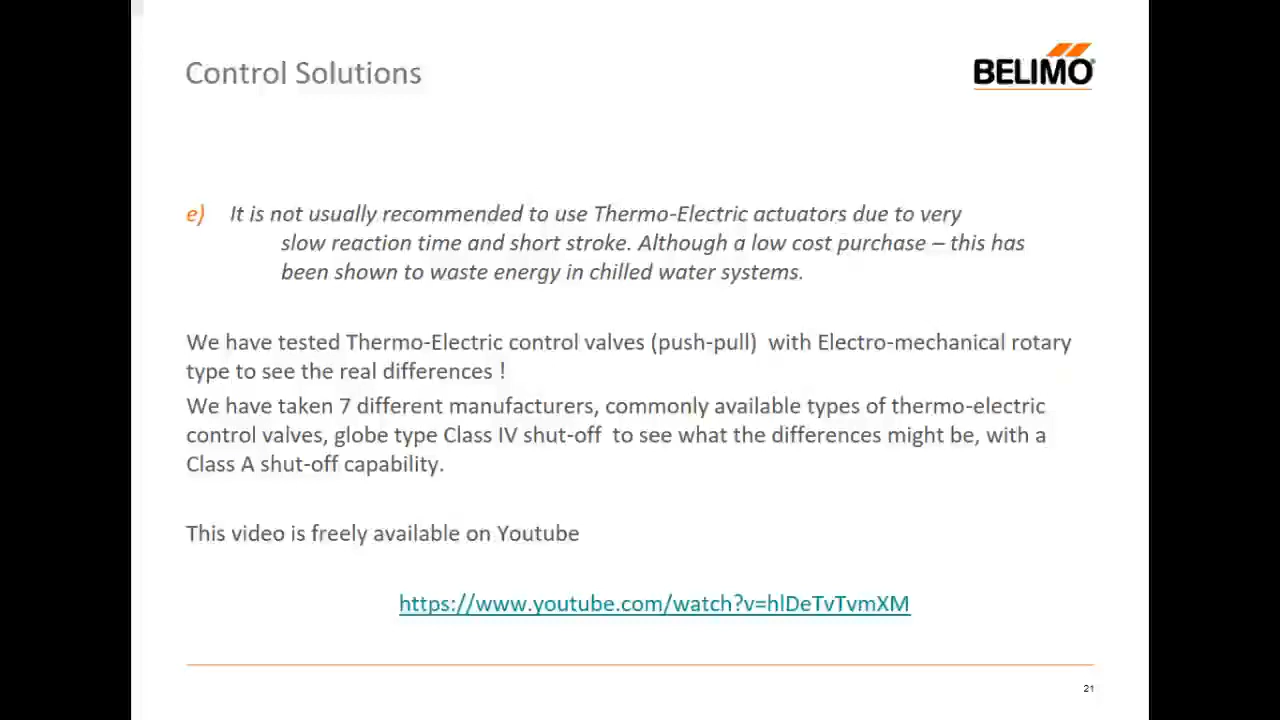 Control Solutions
BELIMO
e) It is not usually recommended to use Thermo-Electric actuators due to very
slow reaction time and short stroke. Although a low cost purchase – this has
been shown to waste energy in chilled water systems.
We have tested Thermo-Electric control valves (push-pull) with Electro-mechanical rotary
type to see the real differences !
We have taken 7 different manufacturers, commonly available types of thermo-electric
control valves, globe type Class IV shut-off to see what the differences might be, with a
Class A shut-off capability.
This video is freely available on Youtube
https://www.youtube.com/watch?v=hlDeTvTvmXM
21